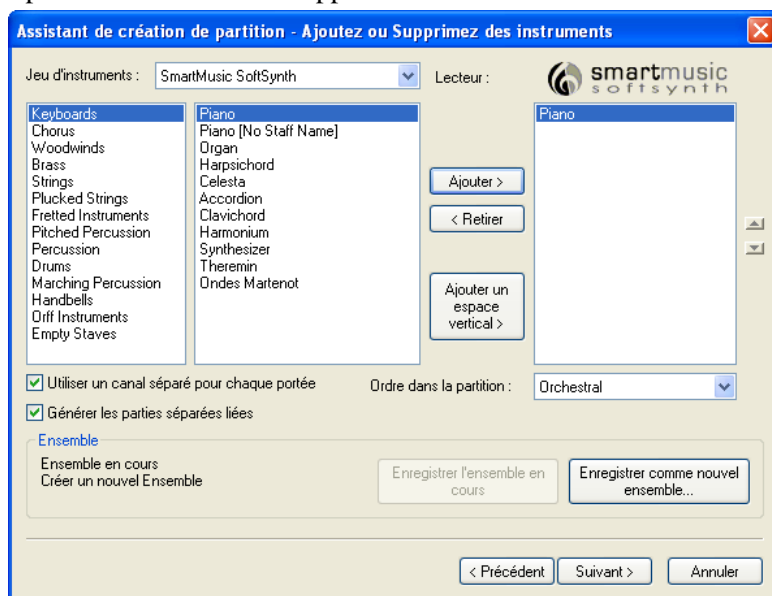 Assistant de création de partition - Ajoutez ou Supprimez des instruments
Jeu d'instruments :
SmartMusic SoftSynth
Lecteur :
smartmusic
softsynth
Keyboards
Chorus
Woodwinds
Brass
Strings
Plucked Strings
Fretted Instruments
Pitched Percussion
Percussion
Drums
Marching Percussion
Handbells
Orff Instruments
Empty Staves
Piano
Piano [No Staff Name]
Organ
Harpsichord
Celesta
Accordion
Clavichord
Harmonium
Synthesizer
Theremin
Ondes Martenot
Ajouter >
< Retirer
Ajouter un
espace
vertical >
Piano
Utiliser un canal séparé pour chaque portée
Ordre dans la partition :
Orchestral
Générer les parties séparées liées
Ensemble
Ensemble en cours
Créer un nouvel Ensemble
Enregistrer l'ensemble en
cours
Enregistrer comme nouvel
ensemble...
< Précédent
Suivant >
Annuler